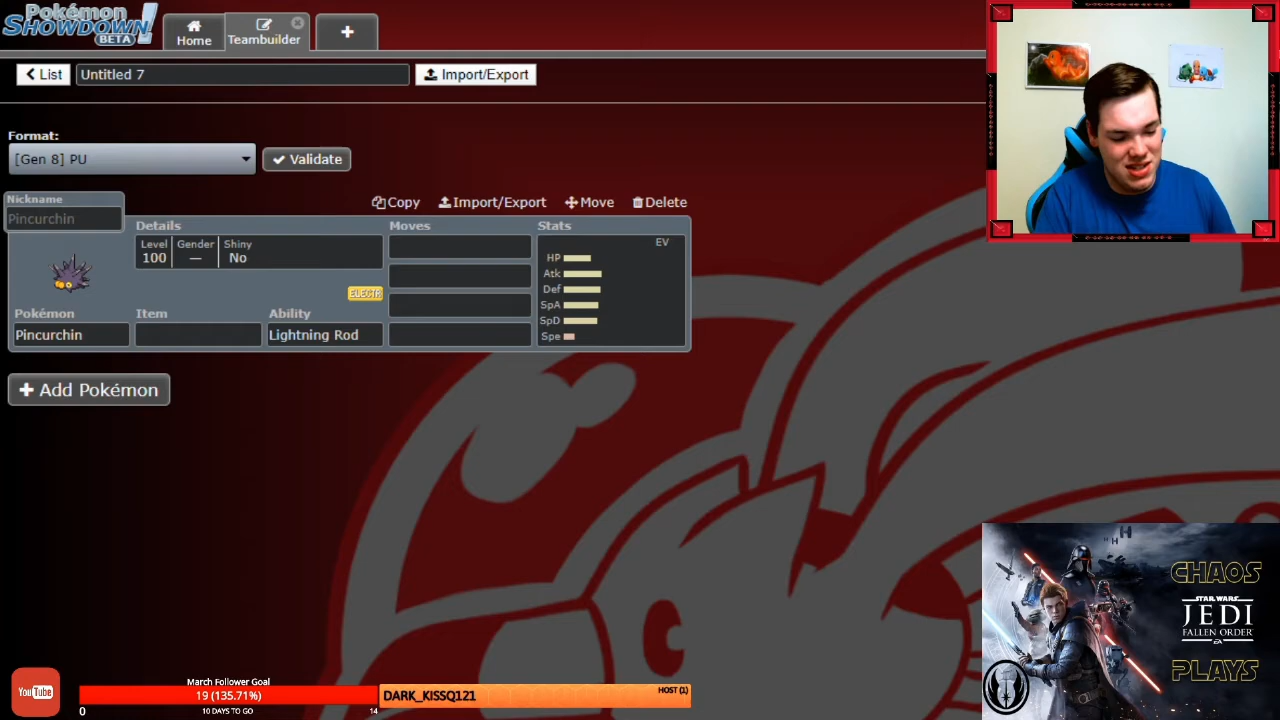 Pokémon
SHOWDOWN!
BETA
Home
Teambuilder
+
List
Untitled 7
Import/Export
Format:
[Gen 8] PU
Validate
Copy
Import/Export
Move
Delete
Nickname
Pincurchin
Details
Moves
Stats
Level
Gender
Shiny
100
—
No
EV
HP
Atk
Def
SpA
SpD
Spe
ELECTR
Pokémon
Item
Ability
Pincurchin
Lightning Rod
+ Add Pokémon
CHAOS
STAR WARS
JEDI
FALLEN ORDER
EA
PLAYS
YouTube
March Follower Goal
19 (135.71%)
0
10 DAYS TO GO
14
DARK_KISSQ121
HOST (1)